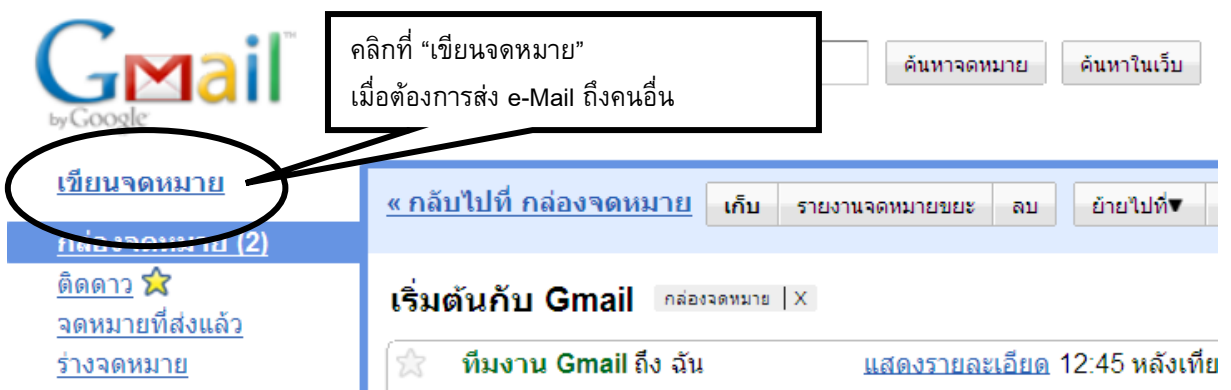 Gmail™
by Google
คลิกที่ “เขียนจดหมาย”
เมื่อต้องการส่ง e-Mail ถึงคนอื่น
ค้นหาจดหมาย ค้นหาในเว็บ
เขียนจดหมาย
« กลับไปที่ กล่องจดหมาย เก็บ รายงานจดหมายขยะ ลบ ย้ายไปที่▼
กล่องจดหมาย (2)
ติดดาว
จดหมายที่ส่งแล้ว
ร่างจดหมาย
เริ่มต้นกับ Gmail กล่องจดหมาย | X
ทีมงาน Gmail ถึง ฉัน แสดงรายละเอียด 12:45 หลังเที่ย